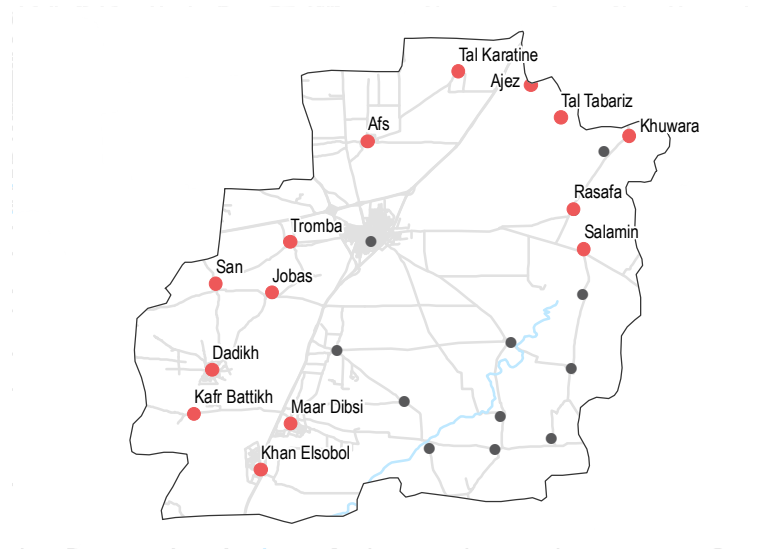 Tal Karatine
Ajez
Tal Tabariz
Khuwara
Afs
Rasafa
Tromba
Salamin
San
Jobas
Dadikh
Kafr Battikh
Maar Dibsi
Khan Elsobol